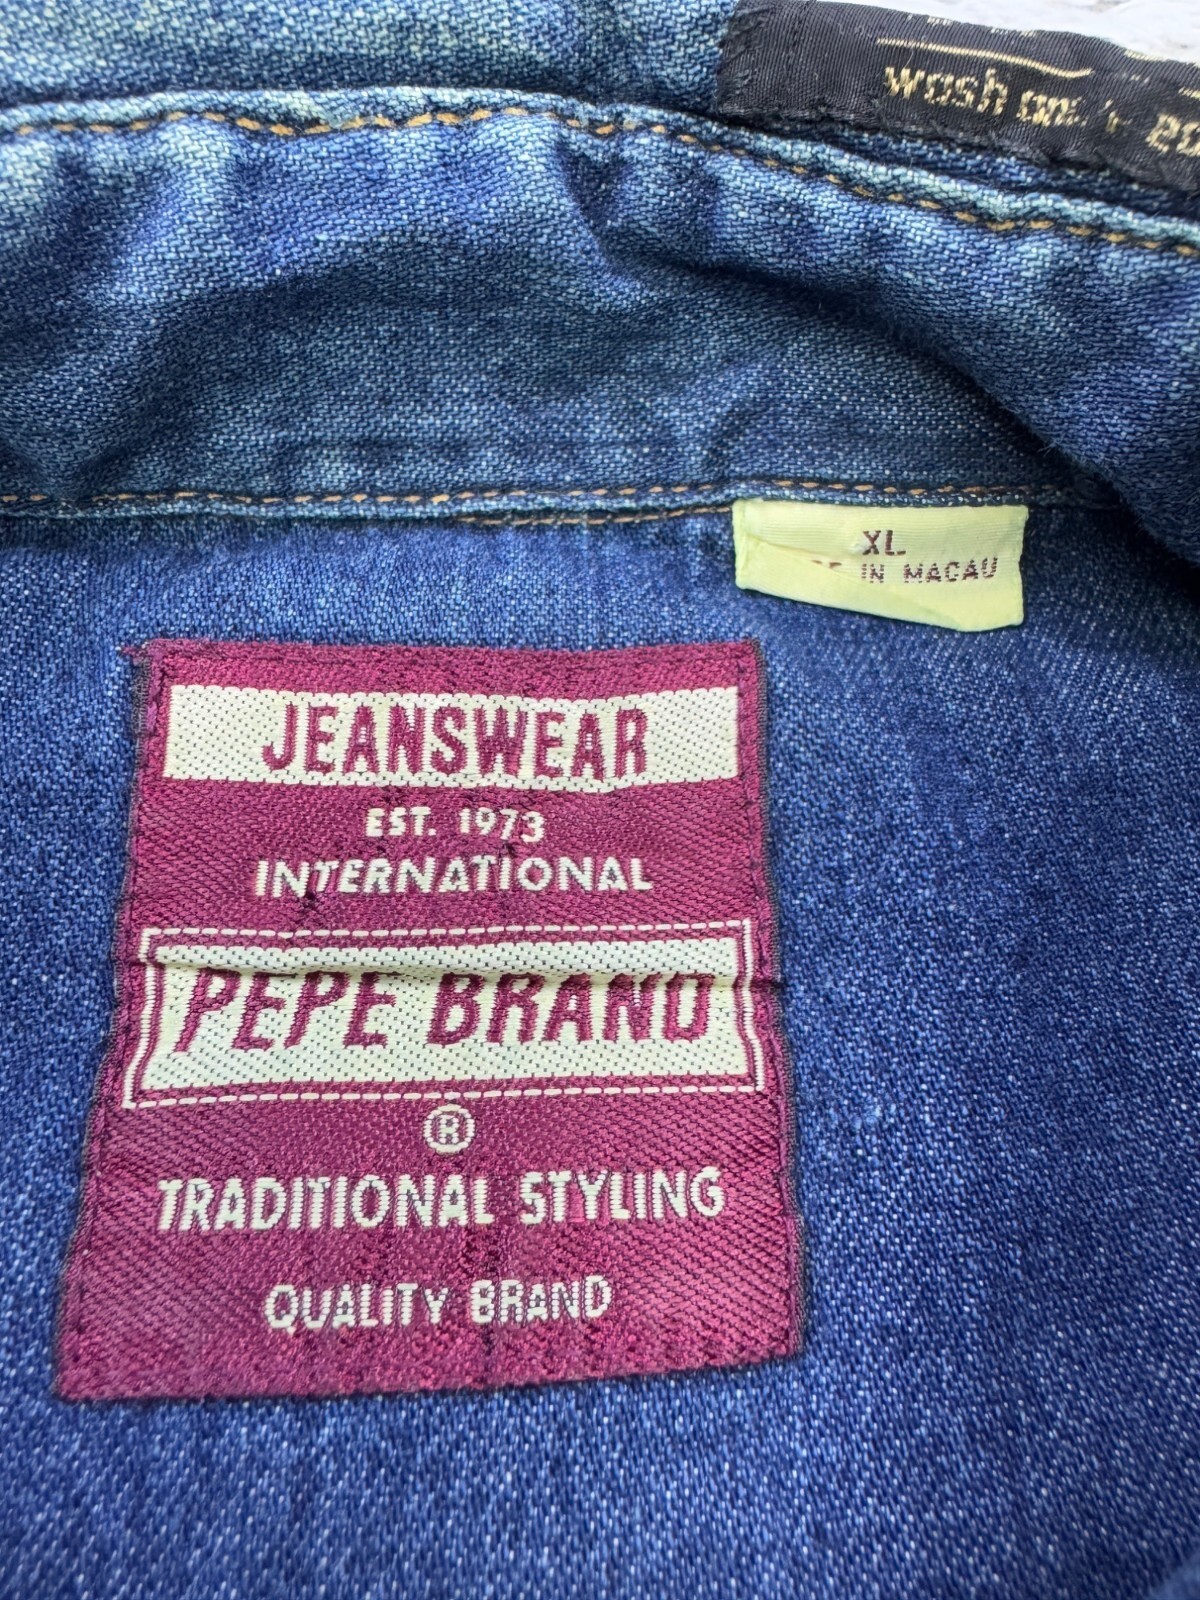 wash
XL
IN MACAU
JEANSWEAR
EST. 1973
INTERNATIONAL
PEPE BRAND
®
TRADITIONAL STYLING
QUALITY BRAND